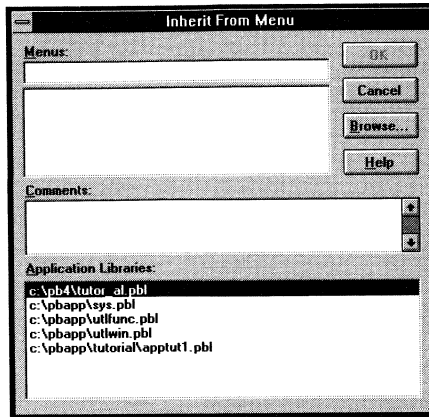 Inherit From Menu
Menus:
OK
Cancel
Browse...
Help
Comments:
Application Libraries:
c:\pb4\tutor_al.pbl
c:\pbapp\sys.pbl
c:\pbapp\utlfunc.pbl
c:\pbapp\utlwin.pbl
c:\pbapp\tutorial\apptut1.pbl